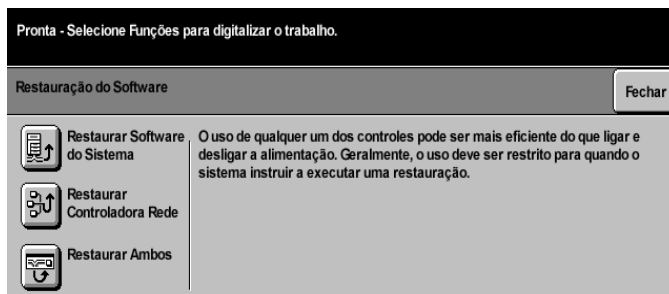 Pronta - Selecione Funções para digitalizar o trabalho.
Restauração do Software
Fechar
Restaurar Software
do Sistema
O uso de qualquer um dos controles pode ser mais eficiente do que ligar e
desligar a alimentação. Geralmente, o uso deve ser restrito para quando o
sistema instruir a executar uma restauração.
Restaurar
Controladora Rede
Restaurar Ambos